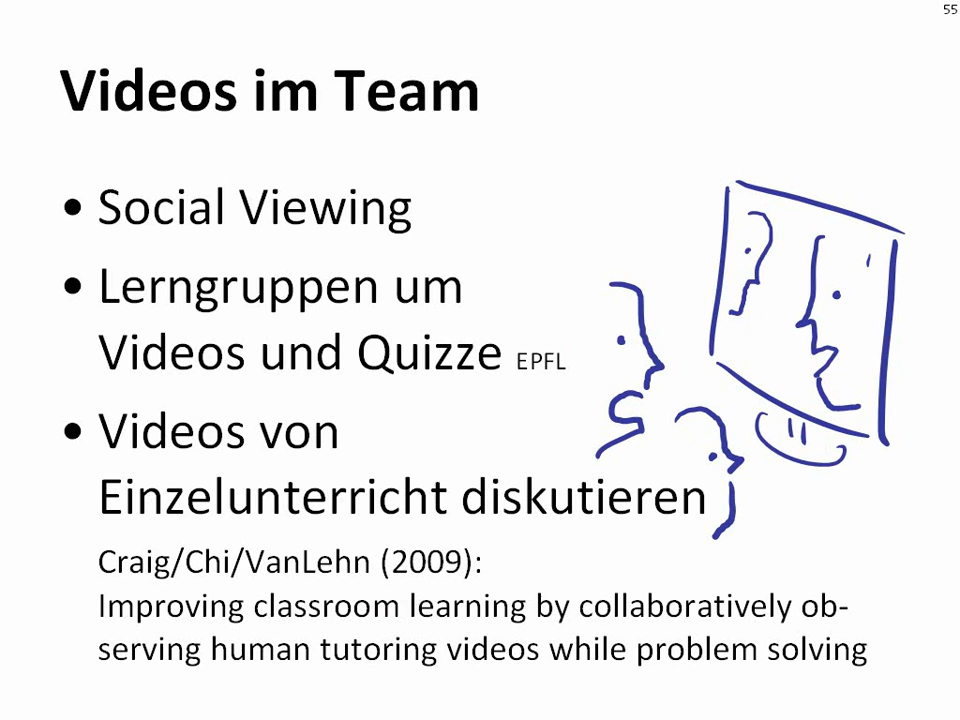 55
Videos im Team
• Social Viewing
• Lerngruppen um
Videos und Quizze EPFL
• Videos von
Einzelunterricht diskutieren
Craig/Chi/VanLehn (2009):
Improving classroom learning by collaboratively ob-
serving human tutoring videos while problem solving